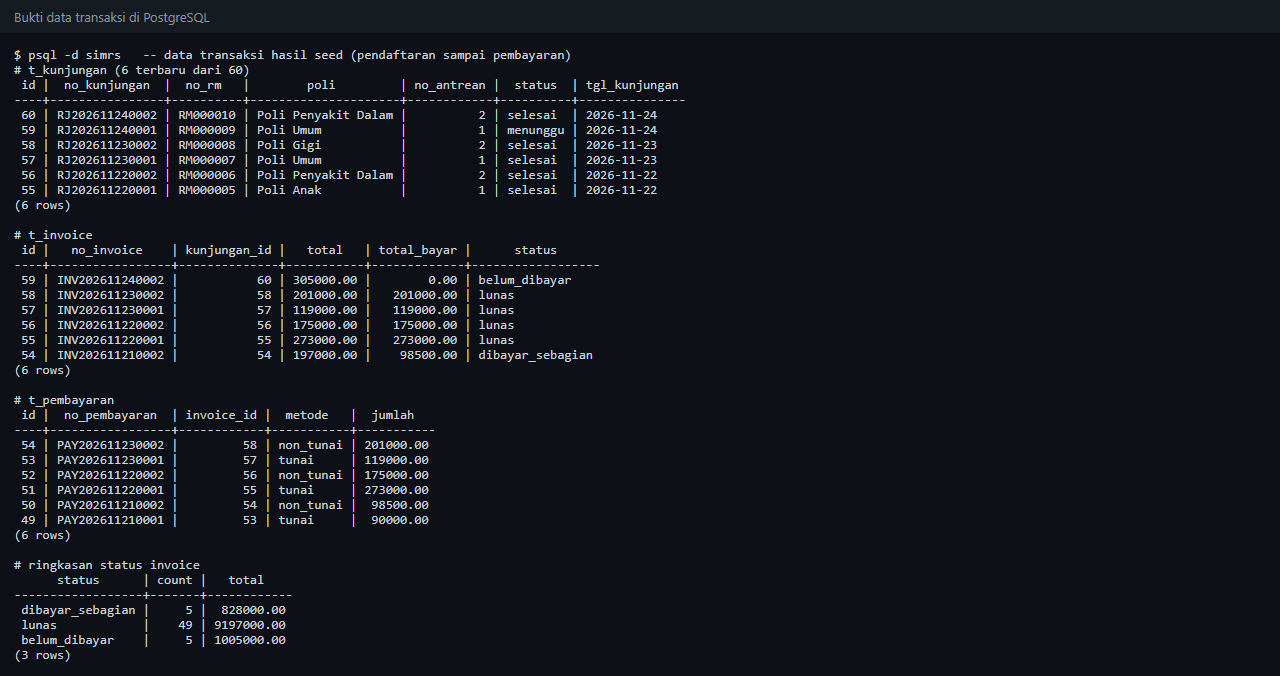 Bukti data transaksi di PostgreSQL
$ psql -d simrs   -- data transaksi hasil seed (pendaftaran sampai pembayaran)
# t_kunjungan (6 terbaru dari 60)
 id |  no_kunjungan  |  no_rm   |        poli         | no_antrean |  status  | tgl_kunjungan
----+----------------+----------+---------------------+------------+----------+---------------
 60 | RJ202611240002 | RM000010 | Poli Penyakit Dalam |          2 | selesai  | 2026-11-24
 59 | RJ202611240001 | RM000009 | Poli Umum           |          1 | menunggu | 2026-11-24
 58 | RJ202611230002 | RM000008 | Poli Gigi           |          2 | selesai  | 2026-11-23
 57 | RJ202611230001 | RM000007 | Poli Umum           |          1 | selesai  | 2026-11-23
 56 | RJ202611220002 | RM000006 | Poli Penyakit Dalam |          2 | selesai  | 2026-11-22
 55 | RJ202611220001 | RM000005 | Poli Anak           |          1 | selesai  | 2026-11-22
(6 rows)
# t_invoice
 id |   no_invoice    | kunjungan_id |   total   | total_bayar |      status
----+-----------------+--------------+-----------+-------------+------------------
 59 | INV202611240002 |           60 | 305000.00 |        0.00 | belum_dibayar
 58 | INV202611230002 |           58 | 201000.00 |   201000.00 | lunas
 57 | INV202611230001 |           57 | 119000.00 |   119000.00 | lunas
 56 | INV202611220002 |           56 | 175000.00 |   175000.00 | lunas
 55 | INV202611220001 |           55 | 273000.00 |   273000.00 | lunas
 54 | INV202611210002 |           54 | 197000.00 |    98500.00 | dibayar_sebagian
(6 rows)
# t_pembayaran
 id |  no_pembayaran  | invoice_id |  metode   |  jumlah
----+-----------------+------------+-----------+-----------
 54 | PAY202611230002 |         58 | non_tunai | 201000.00
 53 | PAY202611230001 |         57 | tunai     | 119000.00
 52 | PAY202611220002 |         56 | non_tunai | 175000.00
 51 | PAY202611220001 |         55 | tunai     | 273000.00
 50 | PAY202611210002 |         54 | non_tunai |  98500.00
 49 | PAY202611210001 |         53 | tunai     |  90000.00
(6 rows)
# ringkasan status invoice
      status      | count |   total
------------------+-------+------------
 dibayar_sebagian |     5 |  828000.00
 lunas            |    49 | 9197000.00
 belum_dibayar    |     5 | 1005000.00
(3 rows)